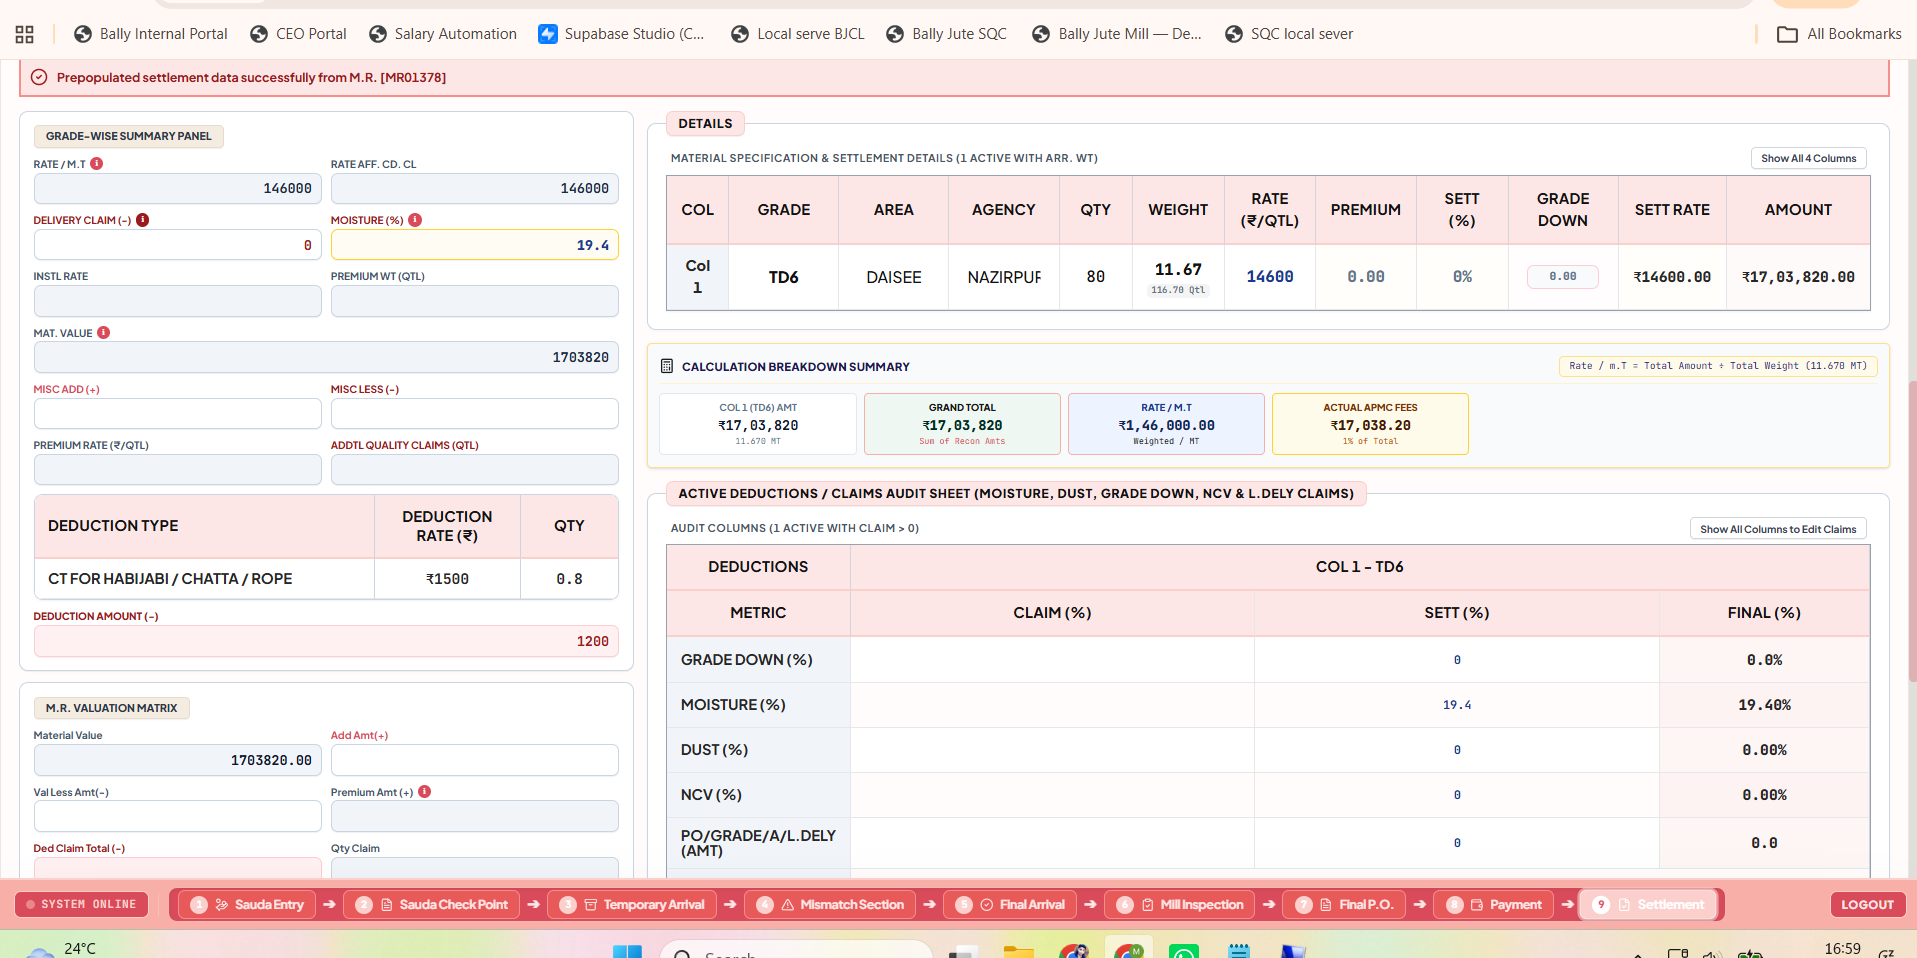 Bally Internal Portal
CEO Portal
Salary Automation
Supabase Studio (C...
Local serve BJCL
Bally Jute SQC
Bally Jute Mill — De...
SQC local sever
All Bookmarks
Prepopulated settlement data successfully from M.R. [MR01378]
GRADE-WISE SUMMARY PANEL
RATE / M.T
RATE AFF. CD. CL
146000
146000
DELIVERY CLAIM (-)
MOISTURE (%)
0
19.4
INSTL RATE
PREMIUM WT (QTL)
MAT. VALUE
1703820
MISC ADD (+)
MISC LESS (-)
PREMIUM RATE (₹/QTL)
ADDTL QUALITY CLAIMS (QTL)
DEDUCTION TYPE
DEDUCTION RATE (₹)
QTY
CT FOR HABIJABI / CHATTA / ROPE
₹1500
0.8
DEDUCTION AMOUNT (-)
1200
M.R. VALUATION MATRIX
Material Value
Add Amt(+)
1703820.00
Val Less Amt(-)
Premium Amt (+)
Ded Claim Total (-)
Qty Claim
DETAILS
MATERIAL SPECIFICATION & SETTLEMENT DETAILS (1 ACTIVE WITH ARR. WT)
Show All 4 Columns
COL
GRADE
AREA
AGENCY
QTY
WEIGHT
RATE (₹/QTL)
PREMIUM
SETT (%)
GRADE DOWN
SETT RATE
AMOUNT
Col 1
TD6
DAISEE
NAZIRPUF
80
11.67
116.70 Qtl
14600
0.00
0%
0.00
₹14600.00
₹17,03,820.00
CALCULATION BREAKDOWN SUMMARY
Rate / m.T = Total Amount ÷ Total Weight (11.670 MT)
COL 1 (TD6) AMT
₹17,03,820
11.670 MT
GRAND TOTAL
₹17,03,820
Sum of Recon Amts
RATE / M.T
₹1,46,000.00
Weighted / MT
ACTUAL APMC FEES
₹17,038.20
1% of Total
ACTIVE DEDUCTIONS / CLAIMS AUDIT SHEET (MOISTURE, DUST, GRADE DOWN, NCV & L.DELY CLAIMS)
AUDIT COLUMNS (1 ACTIVE WITH CLAIM > 0)
Show All Columns to Edit Claims
DEDUCTIONS
COL 1 - TD6
METRIC
CLAIM (%)
SETT (%)
FINAL (%)
GRADE DOWN (%)
0
0.0%
MOISTURE (%)
19.4
19.40%
DUST (%)
0
0.00%
NCV (%)
0
0.00%
PO/GRADE/A/L.DELY (AMT)
0
0.0
SYSTEM ONLINE
1 Sauda Entry
2 Sauda Check Point
3 Temporary Arrival
4 Mismatch Section
5 Final Arrival
6 Mill Inspection
7 Final P.O.
8 Payment
9 Settlement
LOGOUT
24°C
Search
16:59